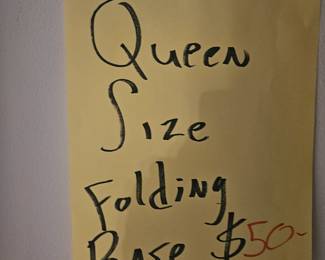 Queen
Size
Folding
Base $50-